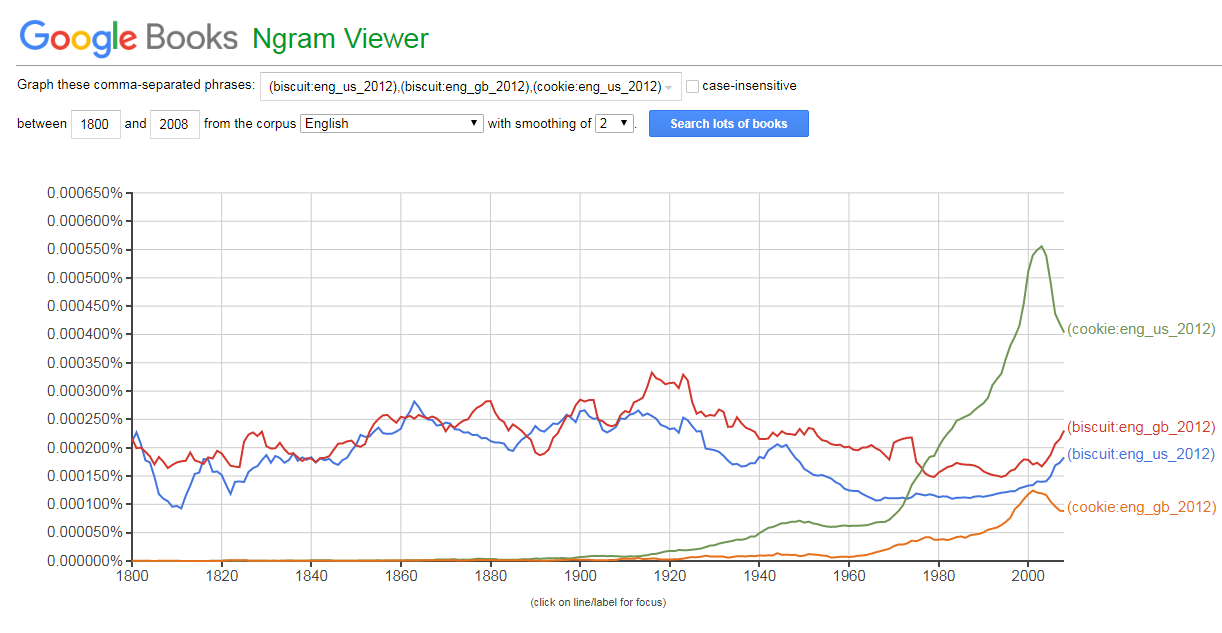 Google Books Ngram Viewer
Graph these comma-separated phrases: (biscuit:eng_us_2012),(biscuit:eng_gb_2012),(cookie:eng_us_2012) case-insensitive
between 1800 and 2008 from the corpus English with smoothing of 2 . Search lots of books
0.000650%
0.000600%
0.000550%
0.000500%
0.000450%
0.000400%
(cookie:eng_us_2012)
0.000350%
0.000300%
0.000250%
(biscuit:eng_gb_2012)
0.000200%
(biscuit:eng_us_2012)
0.000150%
0.000100%
(cookie:eng_gb_2012)
0.000050%
0.000000%
1800 1820 1840 1860 1880 1900 1920 1940 1960 1980 2000
(click on line/label for focus)